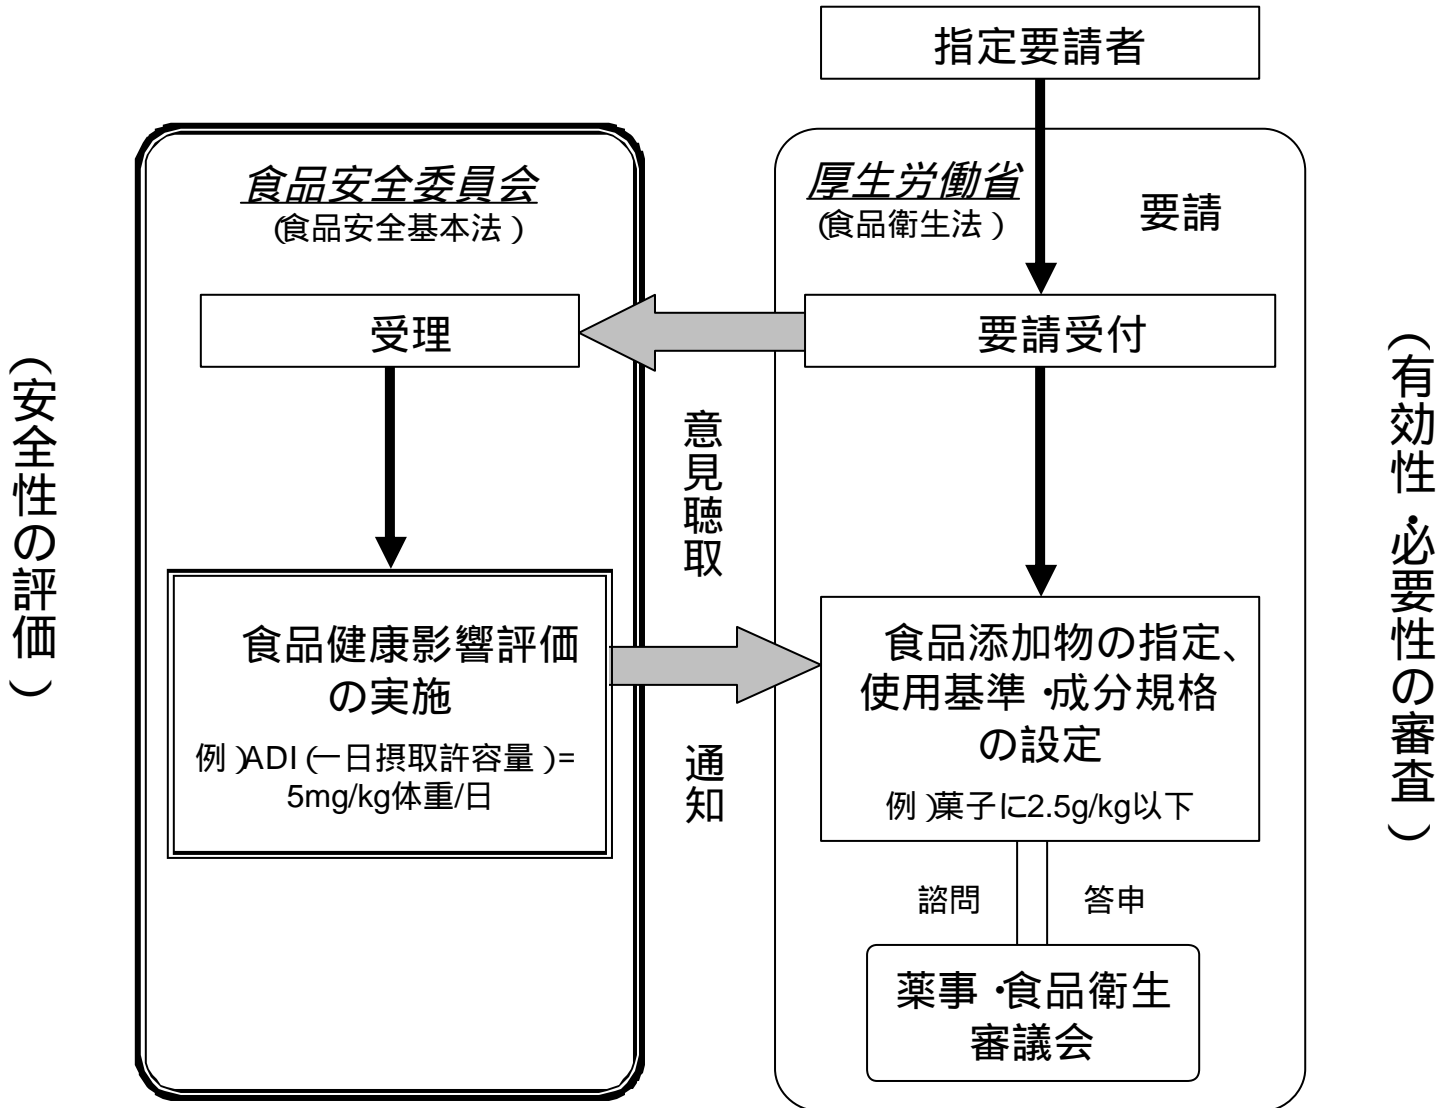 指定要請者
食品安全委員会
(食品安全基本法)
厚生労働省
(食品衛生法)
要請
受理
要請受付
(安全性の評価)
意見聴取
(有効性・必要性の審査)
食品健康影響評価
の実施
例)ADI(一日摂取許容量)=
5mg/kg体重/日
通知
食品添加物の指定、
使用基準・成分規格
の設定
例)菓子に2.5g/kg以下
諮問
答申
薬事・食品衛生
審議会